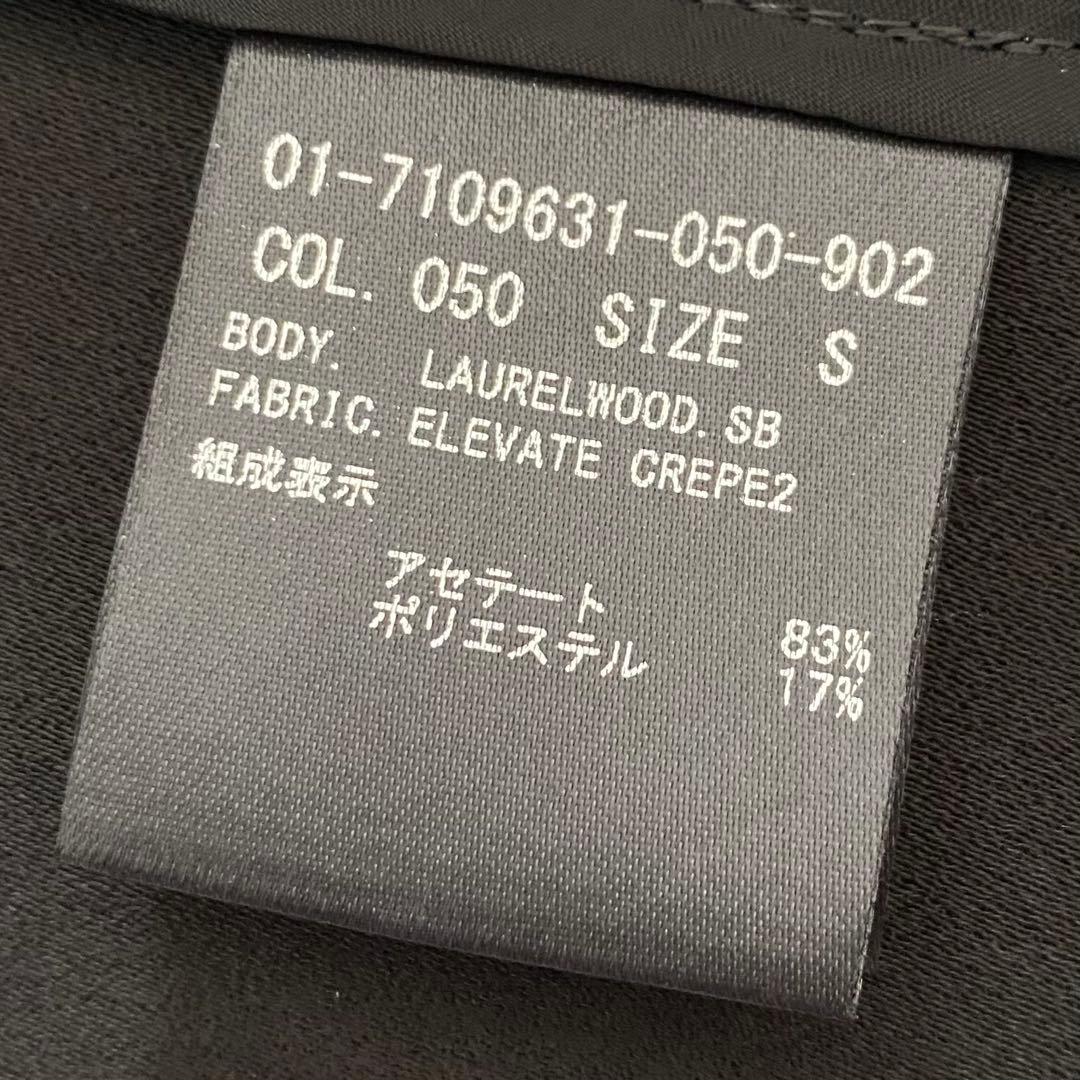 01-7109631-050-902
COL. 050 SIZE S
BODY. LAURELWOOD.SB
FABRIC. ELEVATE CREPE2
組成表示
アセテート 83%
ポリエステル 17%